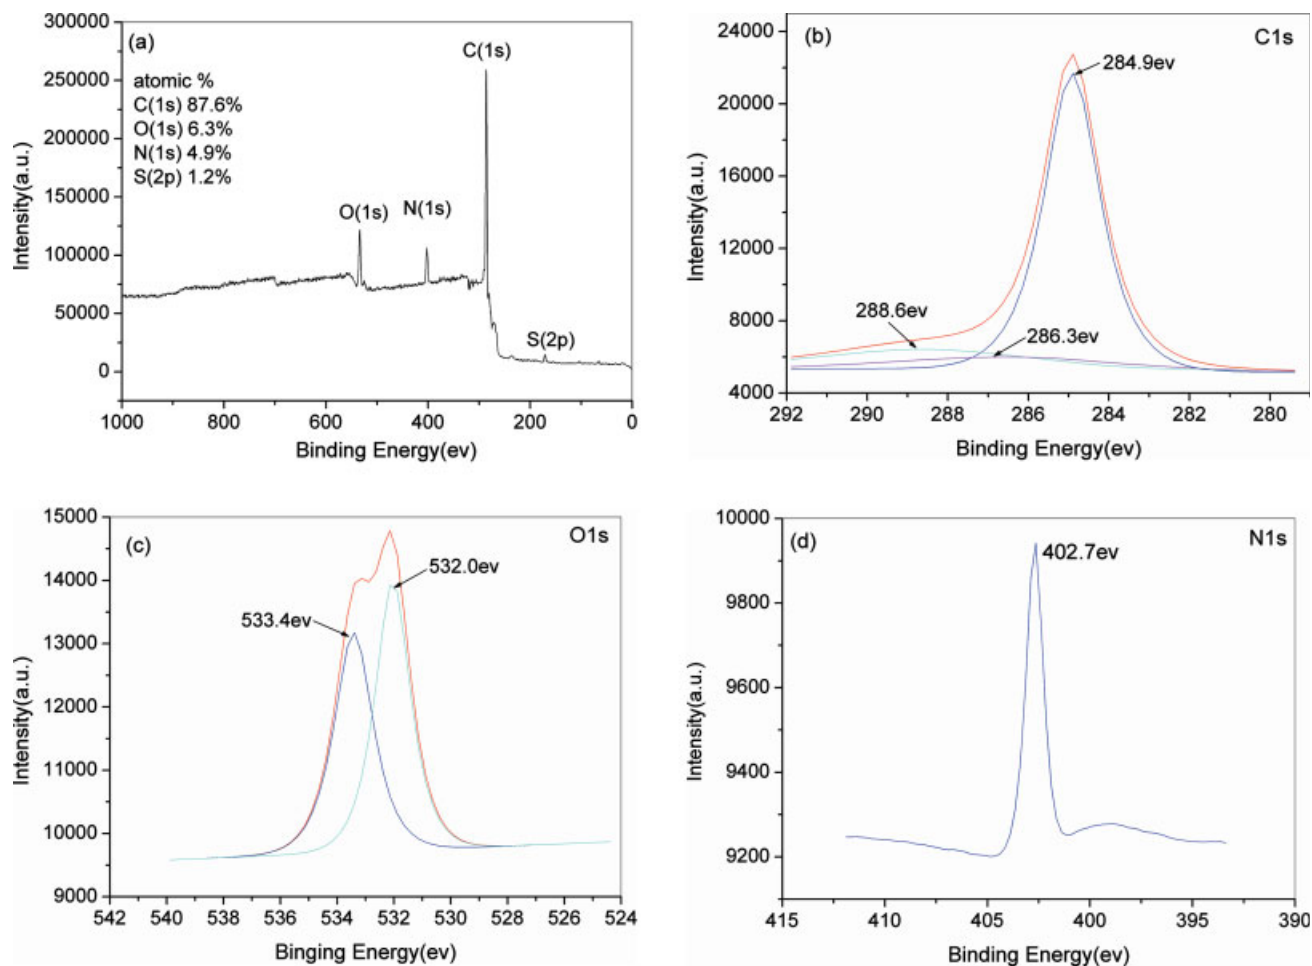 (a)
atomic %
C(1s) 87.6%
O(1s) 6.3%
N(1s) 4.9%
S(2p) 1.2%
C(1s)
O(1s)
N(1s)
S(2p)
300000
250000
200000
150000
100000
50000
0
Intensity(a.u.)
1000 800 600 400 200 0
Binding Energy(ev)
(b)
C1s
284.9ev
288.6ev
286.3ev
24000
20000
16000
12000
8000
4000
Intensity(a.u.)
292 290 288 286 284 282 280
Binding Energy(ev)
(c)
O1s
532.0ev
533.4ev
15000
14000
13000
12000
11000
10000
9000
Intensity(a.u.)
542 540 538 536 534 532 530 528 526 524
Binging Energy(ev)
(d)
N1s
402.7ev
10000
9800
9600
9400
9200
Intensity(a.u.)
415 410 405 400 395 390
Binding Energy(ev)